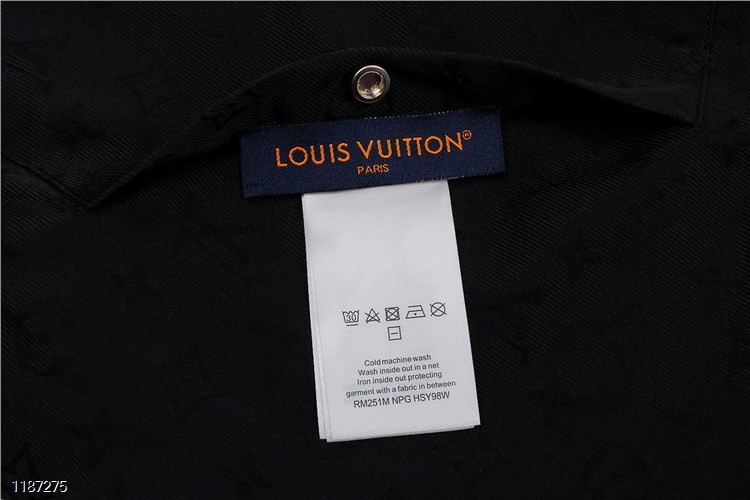 LOUIS VUITTON
PARIS
30
Cold machine wash
Wash inside out in a net
Iron inside out protecting
garment with a fabric in between
RM251M NPG HSY98W
1187275